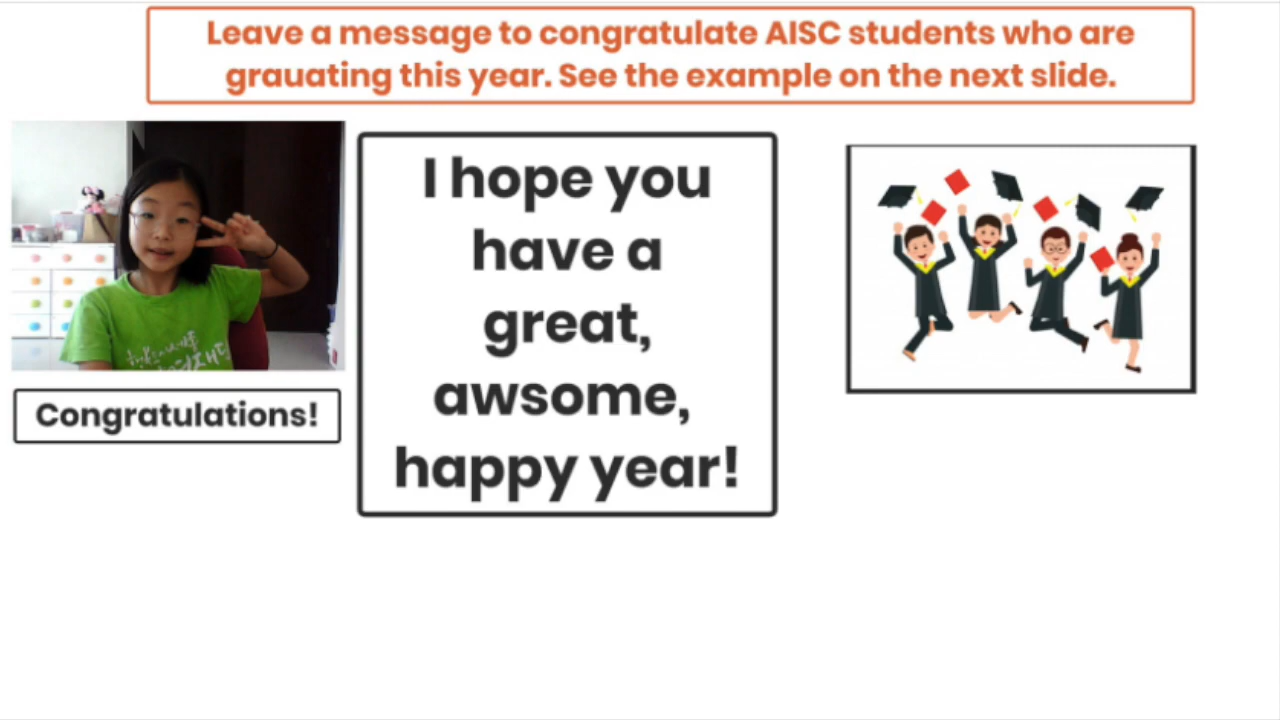 Leave a message to congratulate AISC students who are
grauating this year. See the example on the next slide.
I hope you
have a
great,
awsome,
happy year!
Congratulations!